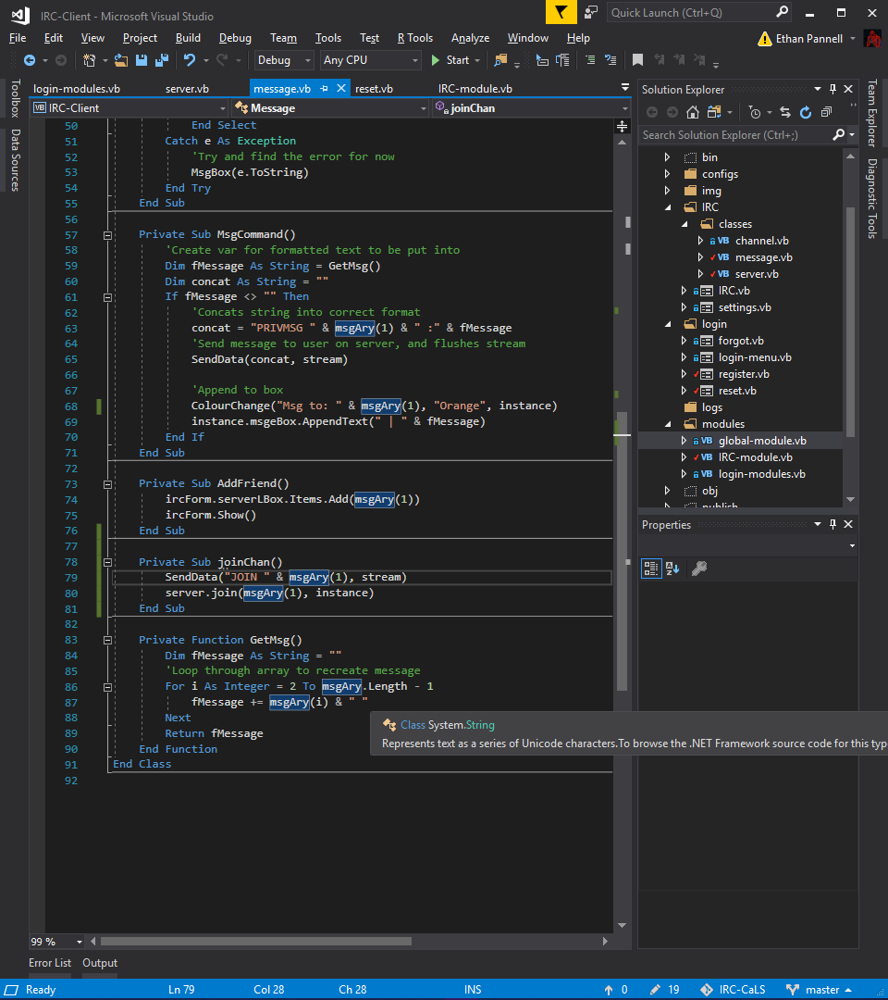 IRC-Client - Microsoft Visual Studio
Quick Launch (Ctrl+Q)
File Edit View Project Build Debug Team Tools Test R Tools Analyze Window Help
Ethan Pannell
Debug Any CPU Start
Toolbox
Data Sources
login-modules.vb server.vb message.vb reset.vb IRC-module.vb
VB IRC-Client Message joinChan
50 End Select
51 Catch e As Exception
52 'Try and find the error for now
53 MsgBox(e.ToString)
54 End Try
55 End Sub
56
57 Private Sub MsgCommand()
58 'Create var for formatted text to be put into
59 Dim fMessage As String = GetMsg()
60 Dim concat As String = ""
61 If fMessage <> "" Then
62 'Concats string into correct format
63 concat = "PRIVMSG " & msgAry(1) & " :" & fMessage
64 'Send message to user on server, and flushes stream
65 SendData(concat, stream)
66
67 'Append to box
68 ColourChange("Msg to: " & msgAry(1), "Orange", instance)
69 instance.msgeBox.AppendText(" | " & fMessage)
70 End If
71 End Sub
72
73 Private Sub AddFriend()
74 ircForm.serverLBox.Items.Add(msgAry(1))
75 ircForm.Show()
76 End Sub
77
78 Private Sub joinChan()
79 SendData("JOIN " & msgAry(1), stream)
80 server.join(msgAry(1), instance)
81 End Sub
82
83 Private Function GetMsg()
84 Dim fMessage As String = ""
85 'Loop through array to recreate message
86 For i As Integer = 2 To msgAry.Length - 1
87 fMessage += msgAry(i) & " "
88 Next
89 Return fMessage
90 End Function
91 End Class
92
Class System.String
Represents text as a series of Unicode characters.To browse the .NET Framework source code for this typ
99 %
Solution Explorer
Search Solution Explorer (Ctrl+;)
bin
configs
img
IRC
classes
VB channel.vb
VB message.vb
VB server.vb
IRC.vb
settings.vb
login
forgot.vb
login-menu.vb
register.vb
reset.vb
logs
modules
VB global-module.vb
VB IRC-module.vb
VB login-modules.vb
obj
publish
Properties
Team Explorer
Diagnostic Tools
Error List Output
Ready Ln 79 Col 28 Ch 28 INS 0 19 IRC-CaLS master